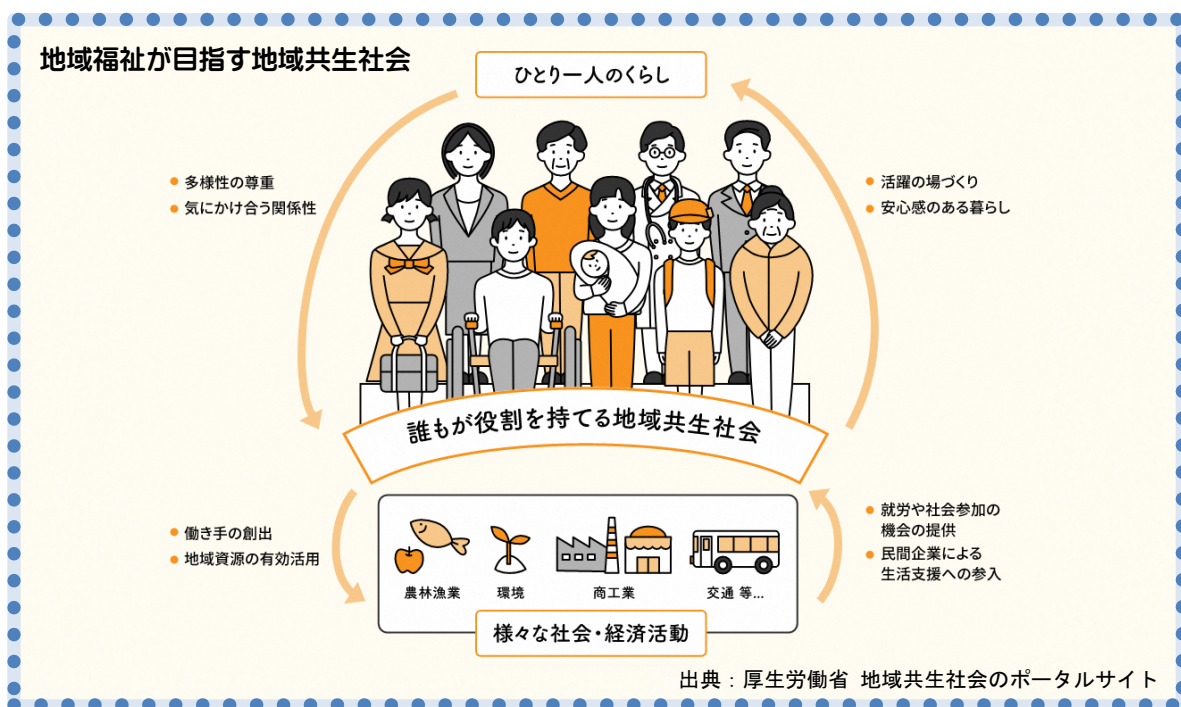 地域福祉が目指す地域共生社会
ひとり一人のくらし
多様性の尊重
気にかけ合う関係性
活躍の場づくり
安心感のある暮らし
誰もが役割を持てる地域共生社会
働き手の創出
地域資源の有効活用
就労や社会参加の
機会の提供
民間企業による
生活支援への参入
農林漁業
環境
商工業
交通 等...
様々な社会・経済活動
出典：厚生労働省 地域共生社会のポータルサイト